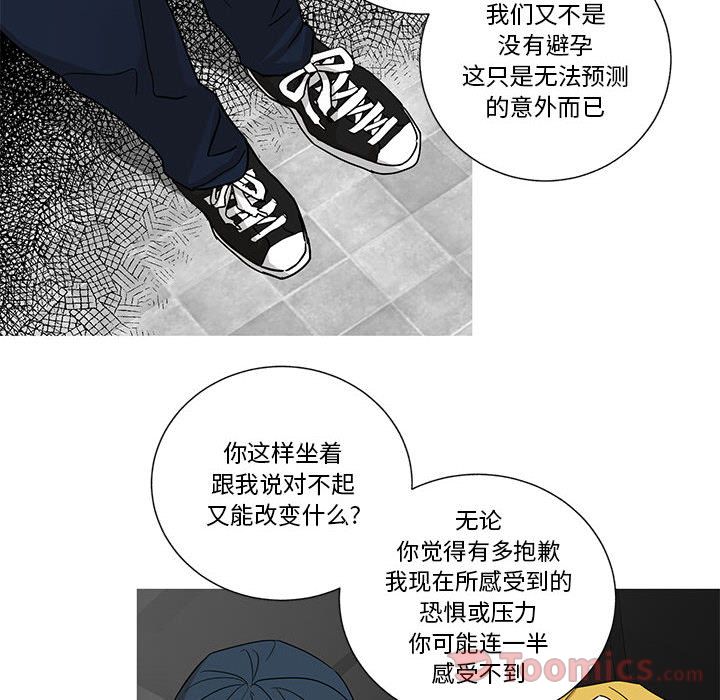 我们又不是
没有避孕
这只是无法预测
的意外而已
你这样坐着
跟我说对不起
又能改变什么?
无论
你觉得有多抱歉
我现在所感受到的
恐惧或压力
你可能连一半
感受不到
Toomics.com